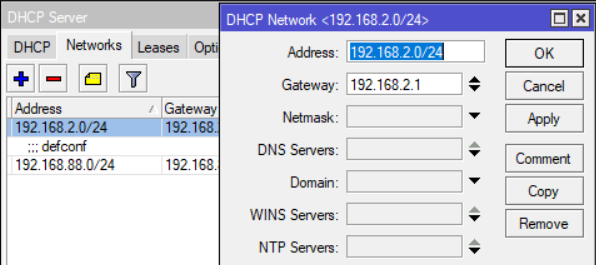 DHCP Server
DHCP Networks Leases Opti
Address / Gateway
192.168.2.0/24 192.168.
;;; defconf
192.168.88.0/24 192.168.
DHCP Network <192.168.2.0/24>
Address: 192.168.2.0/24 OK
Gateway: 192.168.2.1 Cancel
Netmask: Apply
DNS Servers: Comment
Domain: Copy
WINS Servers: Remove
NTP Servers: